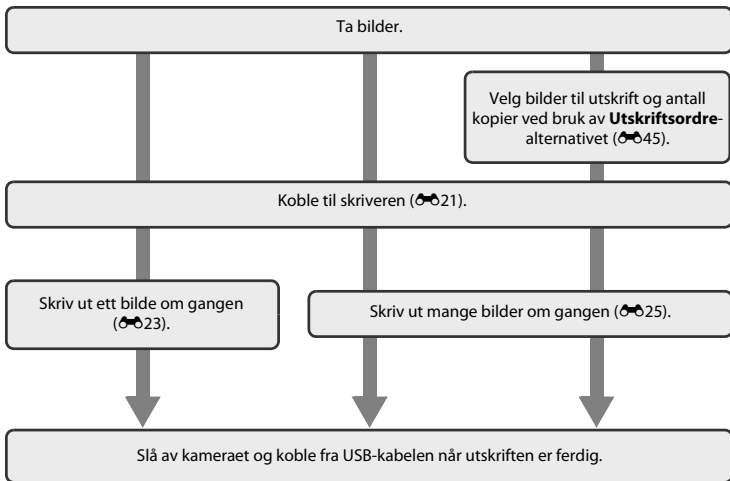 Ta bilder.
Velg bilder til utskrift og antall
kopier ved bruk av Utskriftsordre-
alternativet (45).
Koble til skriveren (21).
Skriv ut ett bilde om gangen
(23).
Skriv ut mange bilder om gangen (25).
Slå av kameraet og koble fra USB-kabelen når utskriften er ferdig.